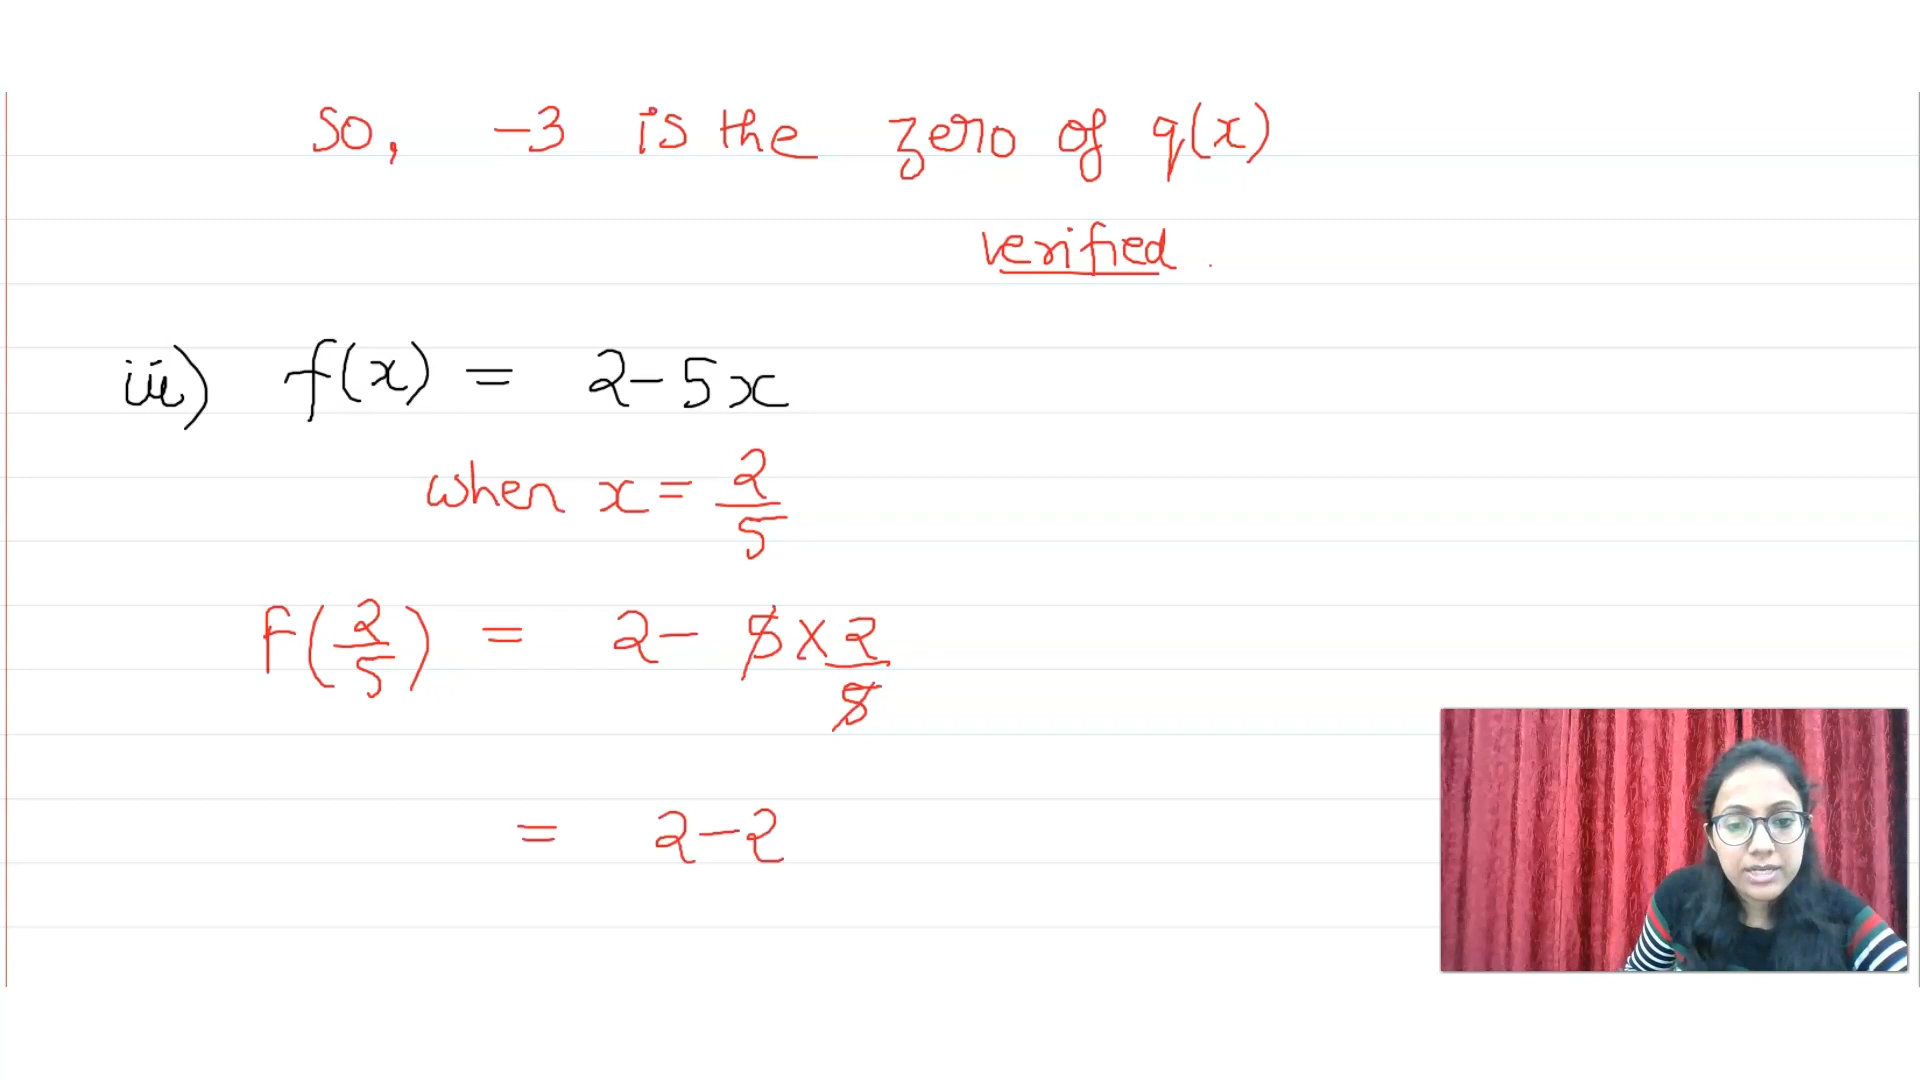 so, -3 is the zero of q(x)
verified.
iii) f(x) = 2-5x
when x = 2/5
F(2/5) = 2 - 5 x 2/5
= 2-2